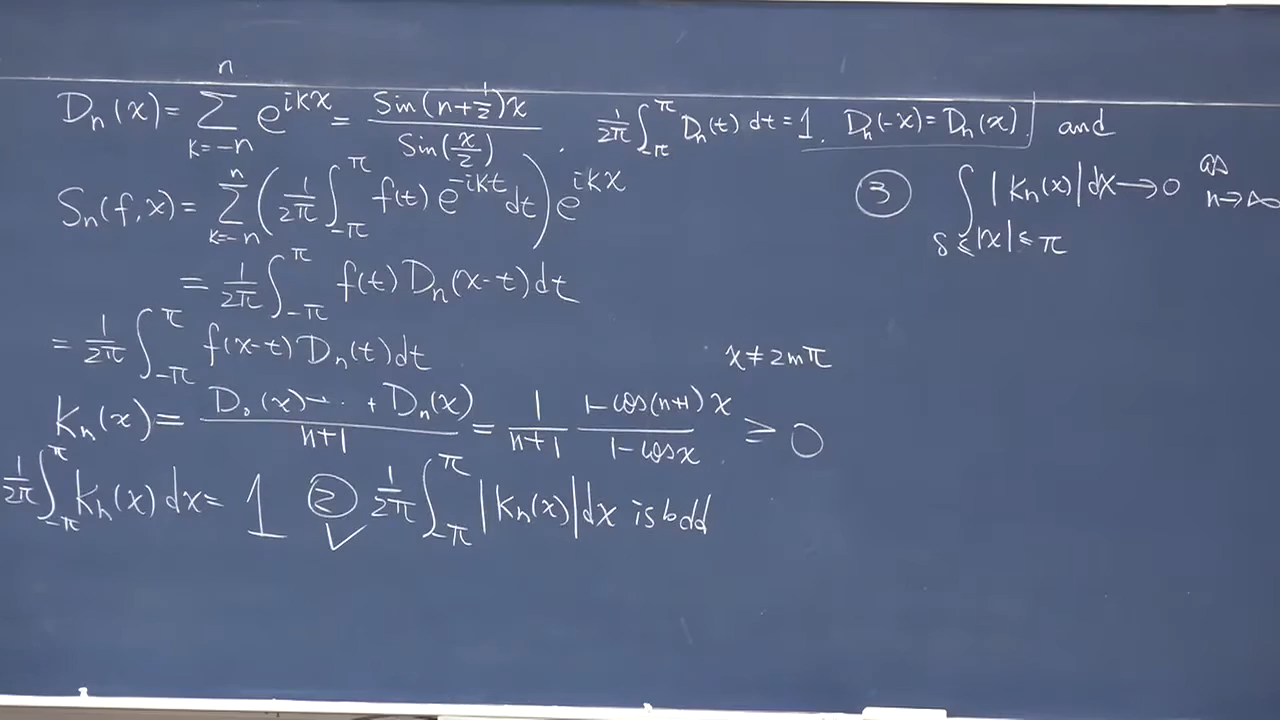 Dₙ(x) = ∑_{k=-n}^{n} e^{ikx} = Sin(n+½)x / Sin(x/2) . 1/2π ∫_{-π}^{π} Dₙ(t) dt = 1. Dₙ(-x) = Dₙ(x). and
Sₙ(f,x) = ∑_{k=-n}^{n} ( 1/2π ∫_{-π}^{π} f(t) e^{-ikt} dt ) e^{ikx}
③ ∫_{δ≤|x|≤π} |Kₙ(x)| dx → 0 as n→∞
= 1/2π ∫_{-π}^{π} f(t) Dₙ(x-t) dt
= 1/2π ∫_{-π}^{π} f(x-t) Dₙ(t) dt
x ≠ 2mπ
Kₙ(x) = D₀(x) ··· + Dₙ(x) / n+1 = 1/n+1 1-cos(n+1)x / 1-cosx ≥ 0
1/2π ∫_{-π}^{π} Kₙ(x) dx = 1 ② ✓ 1/2π ∫_{-π}^{π} |Kₙ(x)| dx is bdd